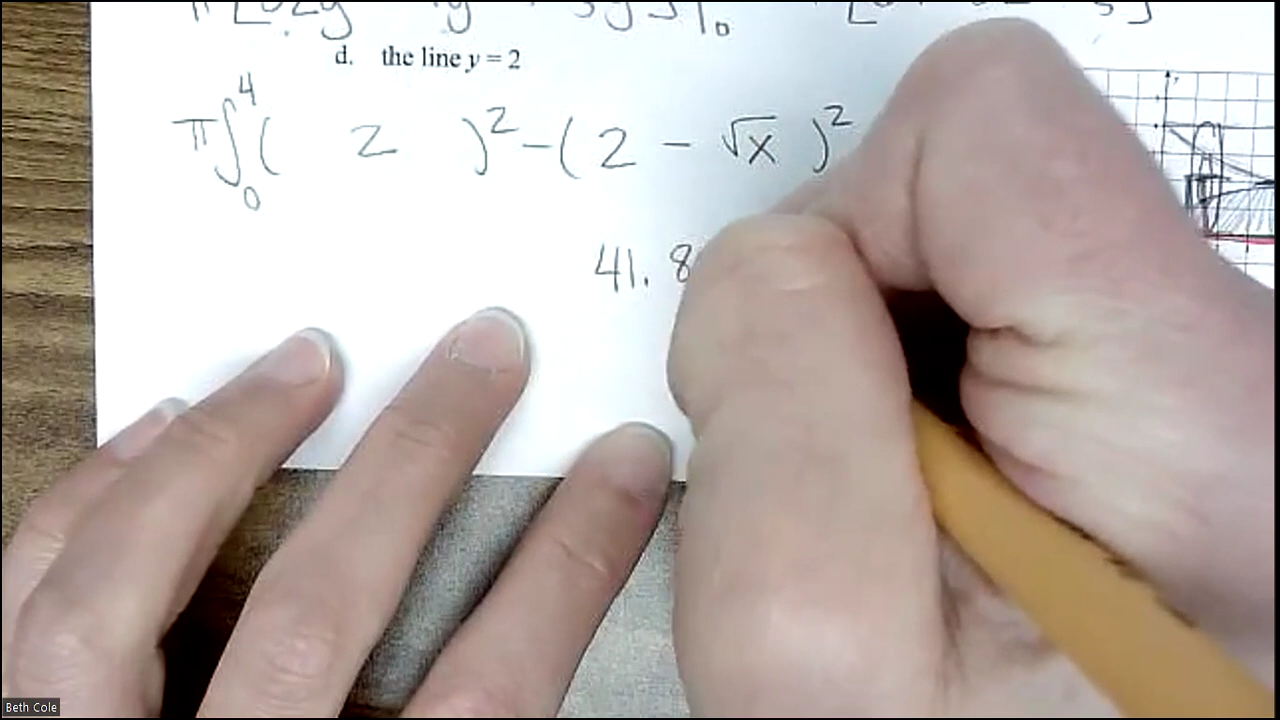 d. the line y = 2
π∫₀⁴( 2 )² - ( 2 - √x )²
41.8
Beth Cole